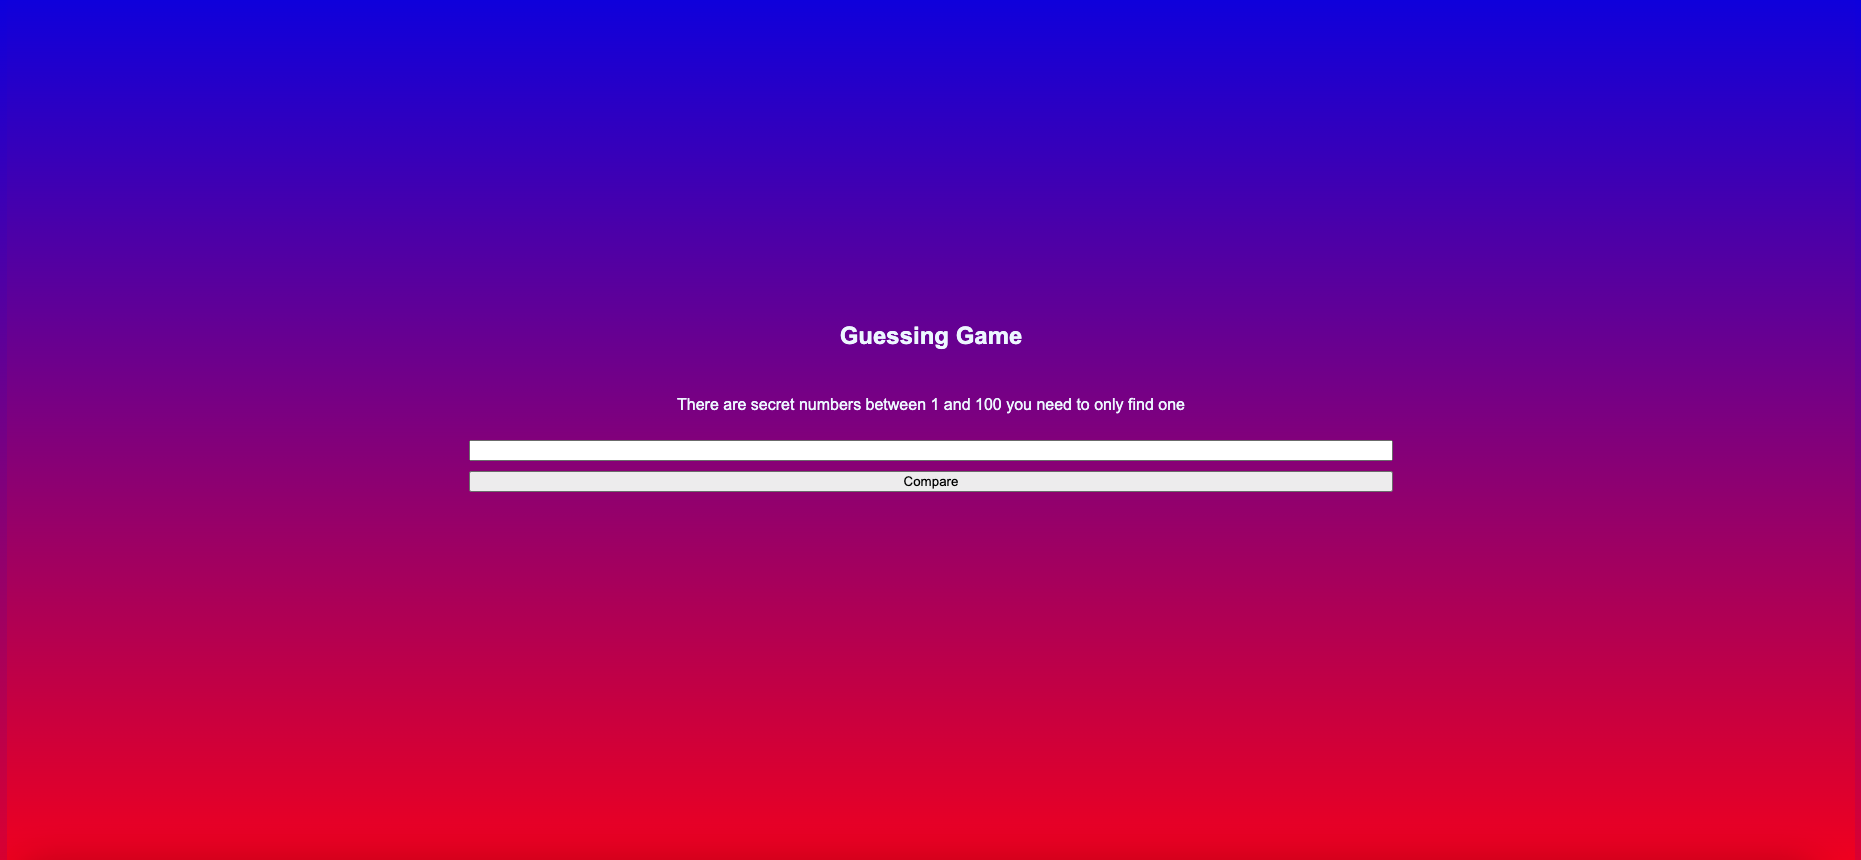 Guessing Game
There are secret numbers between 1 and 100 you need to only find one
Compare